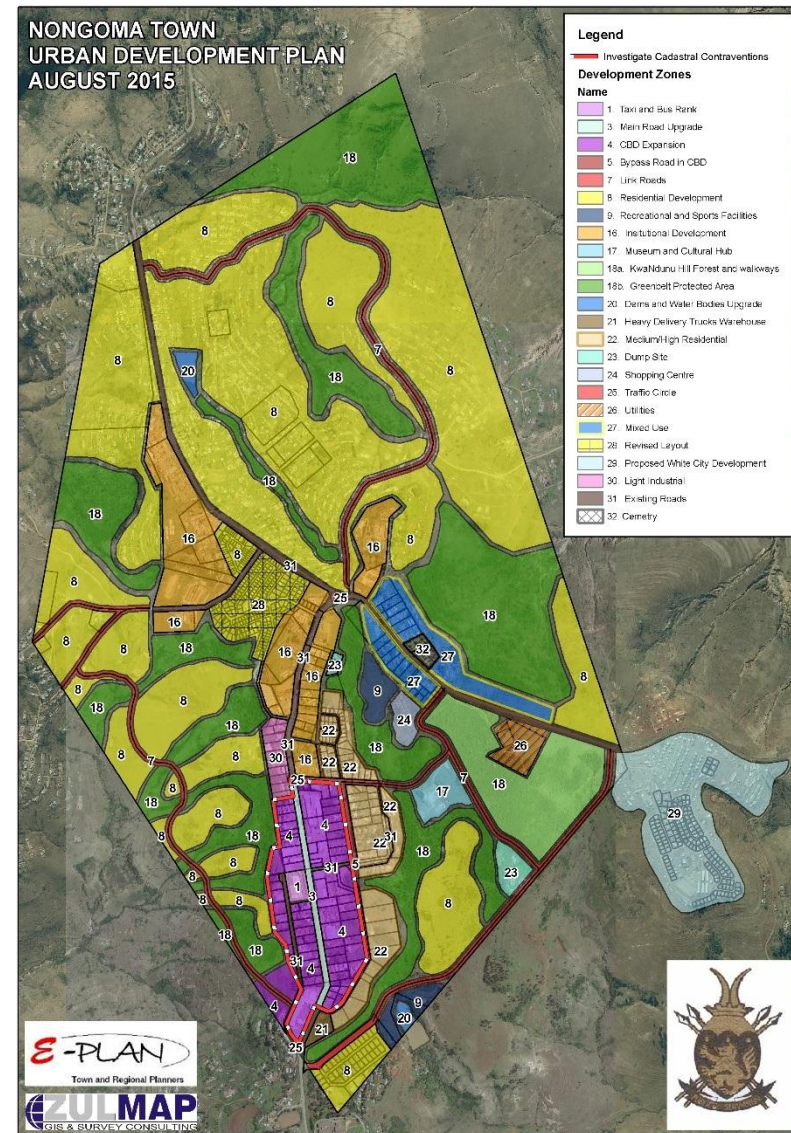 NONGOMA TOWN
URBAN DEVELOPMENT PLAN
AUGUST 2015
Legend
Investigate Cadastral Contraventions
Development Zones
Name
1. Taxi and Bus Rank
3. Main Road Upgrade
4. CBD Expansion
5. Bypass Road in CBD
7. Link Roads
8. Residential Development
9. Recreational and Sports Facilities
16. Insitutional Development
17. Museum and Cultural Hub
18a. KwaNdunu Hill Forest and walkways
18b. Greenbelt Protected Area
20. Dams and Water Bodies Upgrade
21. Heavy Delivery Trucks Warehouse
22. Medium/High Residential
23. Dump Site
24. Shopping Centre
25. Traffic Circle
26. Utilities
27. Mixed Use
28. Revised Layout
29. Proposed White City Development
30. Light Industrial
31. Existing Roads
32. Cemetry
18
8
8
7
8
8
20
18
8
18
18
16
16
8
8
31
8
25
28
18
16
8
8
18
16
31
16
23
32
27
27
9
8
8
18
8
24
18
31
30
16
22
22
22
26
18
7
25
17
7
29
8
8
18
8
18
4
4
22
22
31
18
8
8
8
31
5
1
3
23
8
18
8
4
22
18
18
31
4
4
9
20
21
25
8
E-PLAN
Town and Regional Planners
ZULMAP
GIS & SURVEY CONSULTING